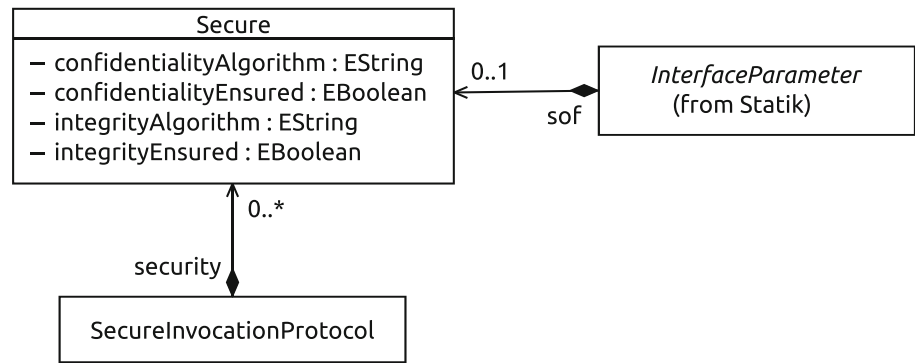 Secure
– confidentialityAlgorithm : EString
– confidentialityEnsured : EBoolean
– integrityAlgorithm : EString
– integrityEnsured : EBoolean
0..1
sof
InterfaceParameter
(from Statik)
0..*
security
SecureInvocationProtocol